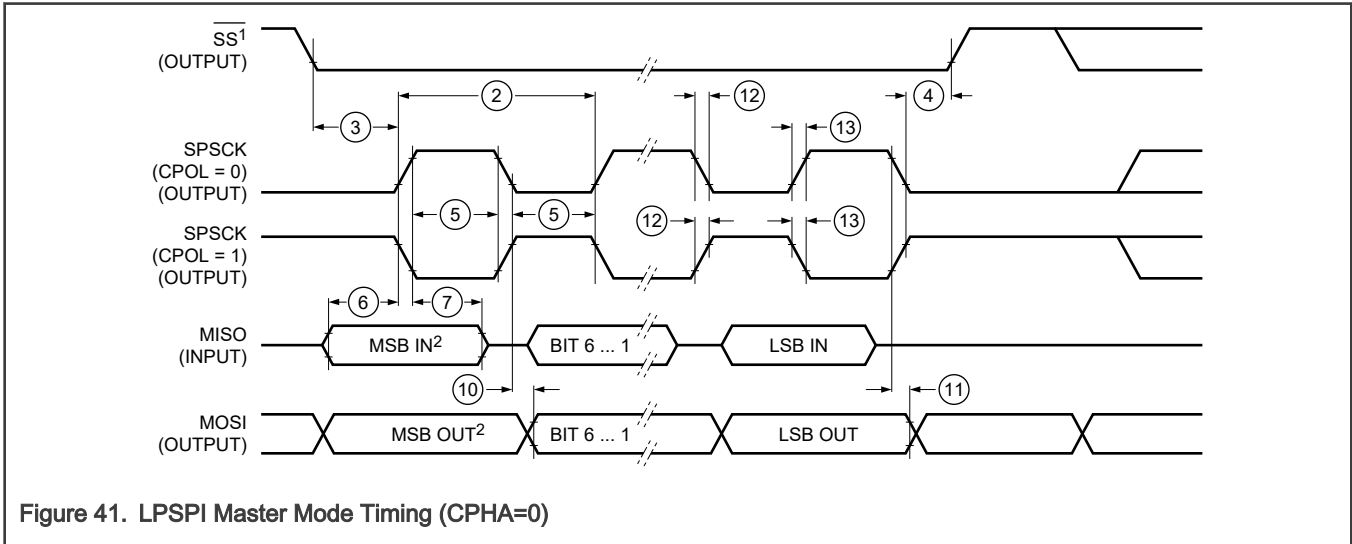 SS1
(OUTPUT)
2
12
4
3
13
SPSCK
(CPOL = 0)
(OUTPUT)
5
5
12
13
SPSCK
(CPOL = 1)
(OUTPUT)
6
7
MISO
(INPUT)
MSB IN2
BIT 6 ... 1
LSB IN
10
11
MOSI
(OUTPUT)
MSB OUT2
BIT 6 ... 1
LSB OUT
Figure 41. LPSPI Master Mode Timing (CPHA=0)